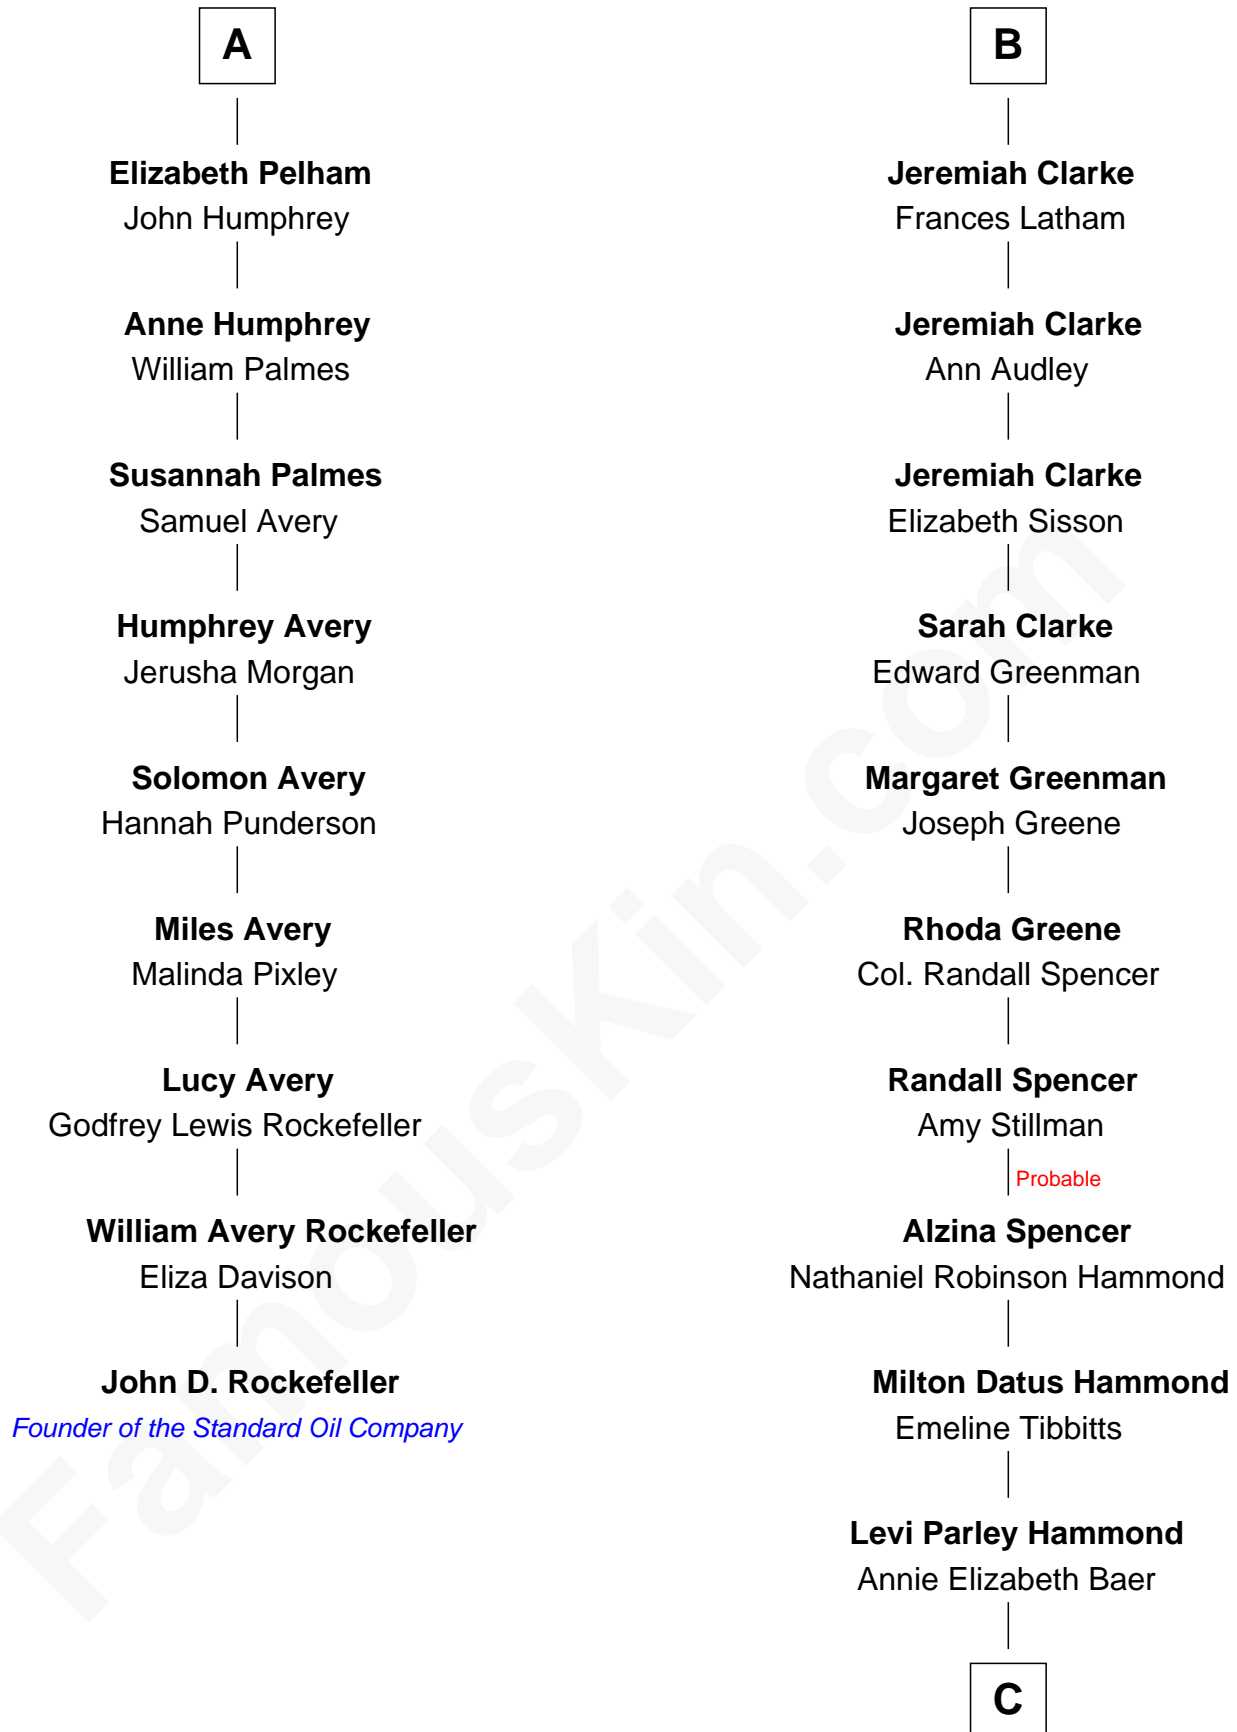 A
Elizabeth Pelham
John Humphrey
Anne Humphrey
William Palmes
Susannah Palmes
Samuel Avery
Humphrey Avery
Jerusha Morgan
Solomon Avery
Hannah Punderson
Miles Avery
Malinda Pixley
Lucy Avery
Godfrey Lewis Rockefeller
William Avery Rockefeller
Eliza Davison
John D. Rockefeller
Founder of the Standard Oil Company
B
Jeremiah Clarke
Frances Latham
Jeremiah Clarke
Ann Audley
Jeremiah Clarke
Elizabeth Sisson
Sarah Clarke
Edward Greenman
Margaret Greenman
Joseph Greene
Rhoda Greene
Col. Randall Spencer
Randall Spencer
Amy Stillman
Probable
Alzina Spencer
Nathaniel Robinson Hammond
Milton Datus Hammond
Emeline Tibbitts
Levi Parley Hammond
Annie Elizabeth Baer
C
FamousKin.com